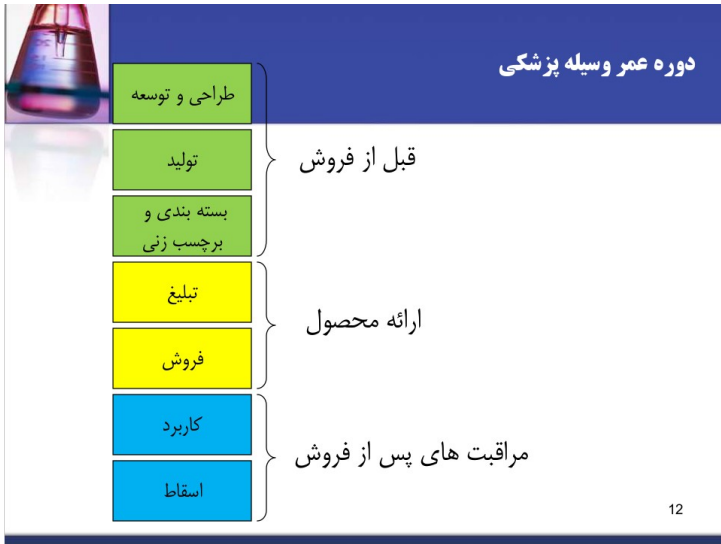 دوره عمر وسیله پزشکی
طراحی و توسعه
تولید
بسته بندی و
برچسب زنی
قبل از فروش
تبلیغ
فروش
ارائه محصول
کاربرد
اسقاط
مراقبت های پس از فروش
12